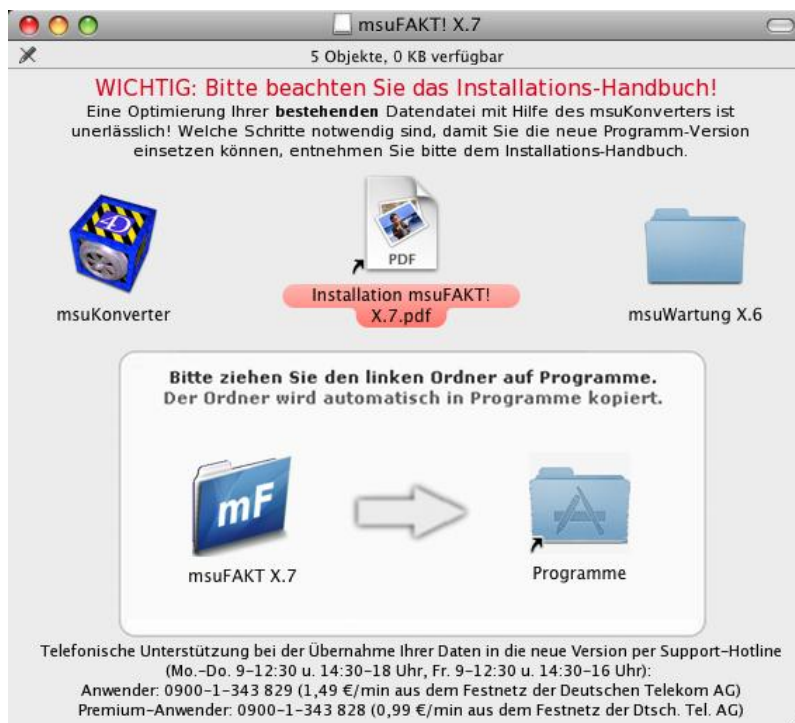 msuFAKT! X.7
5 Objekte, 0 KB verfügbar
WICHTIG: Bitte beachten Sie das Installations-Handbuch!
Eine Optimierung Ihrer bestehenden Datendatei mit Hilfe des msuKonverters ist
unerlässlich! Welche Schritte notwendig sind, damit Sie die neue Programm-Version
einsetzen können, entnehmen Sie bitte dem Installations-Handbuch.
4D
PDF
msuKonverter
Installation msuFAKT!
X.7.pdf
msuWartung X.6
Bitte ziehen Sie den linken Ordner auf Programme.
Der Ordner wird automatisch in Programme kopiert.
mF
msuFAKT X.7
Programme
Telefonische Unterstützung bei der Übernahme Ihrer Daten in die neue Version per Support-Hotline
(Mo.-Do. 9-12:30 u. 14:30-18 Uhr, Fr. 9-12:30 u. 14:30-16 Uhr):
Anwender: 0900-1-343 829 (1,49 €/min aus dem Festnetz der Deutschen Telekom AG)
Premium-Anwender: 0900-1-343 828 (0,99 €/min aus dem Festnetz der Dtsch. Tel. AG)